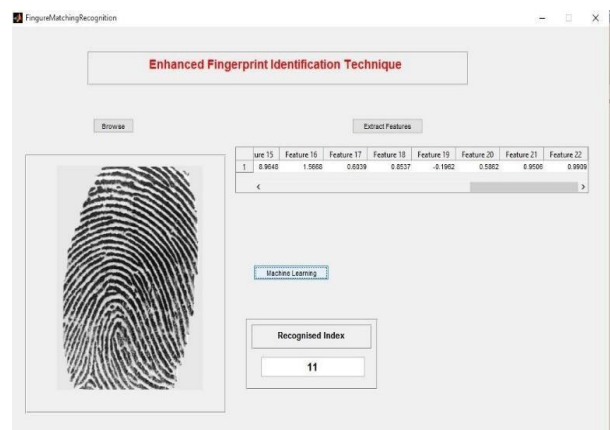 FingureMatchingRecognition
Enhanced Fingerprint Identification Technique
Browse
Extract Features
ure 15 Feature 16 Feature 17 Feature 18 Feature 19 Feature 20 Feature 21 Feature 22
1 8.9648 1.5668 0.6839 0.8537 -0.1962 0.5862 0.9506 0.9909
Machine Learning
Recognised Index
11